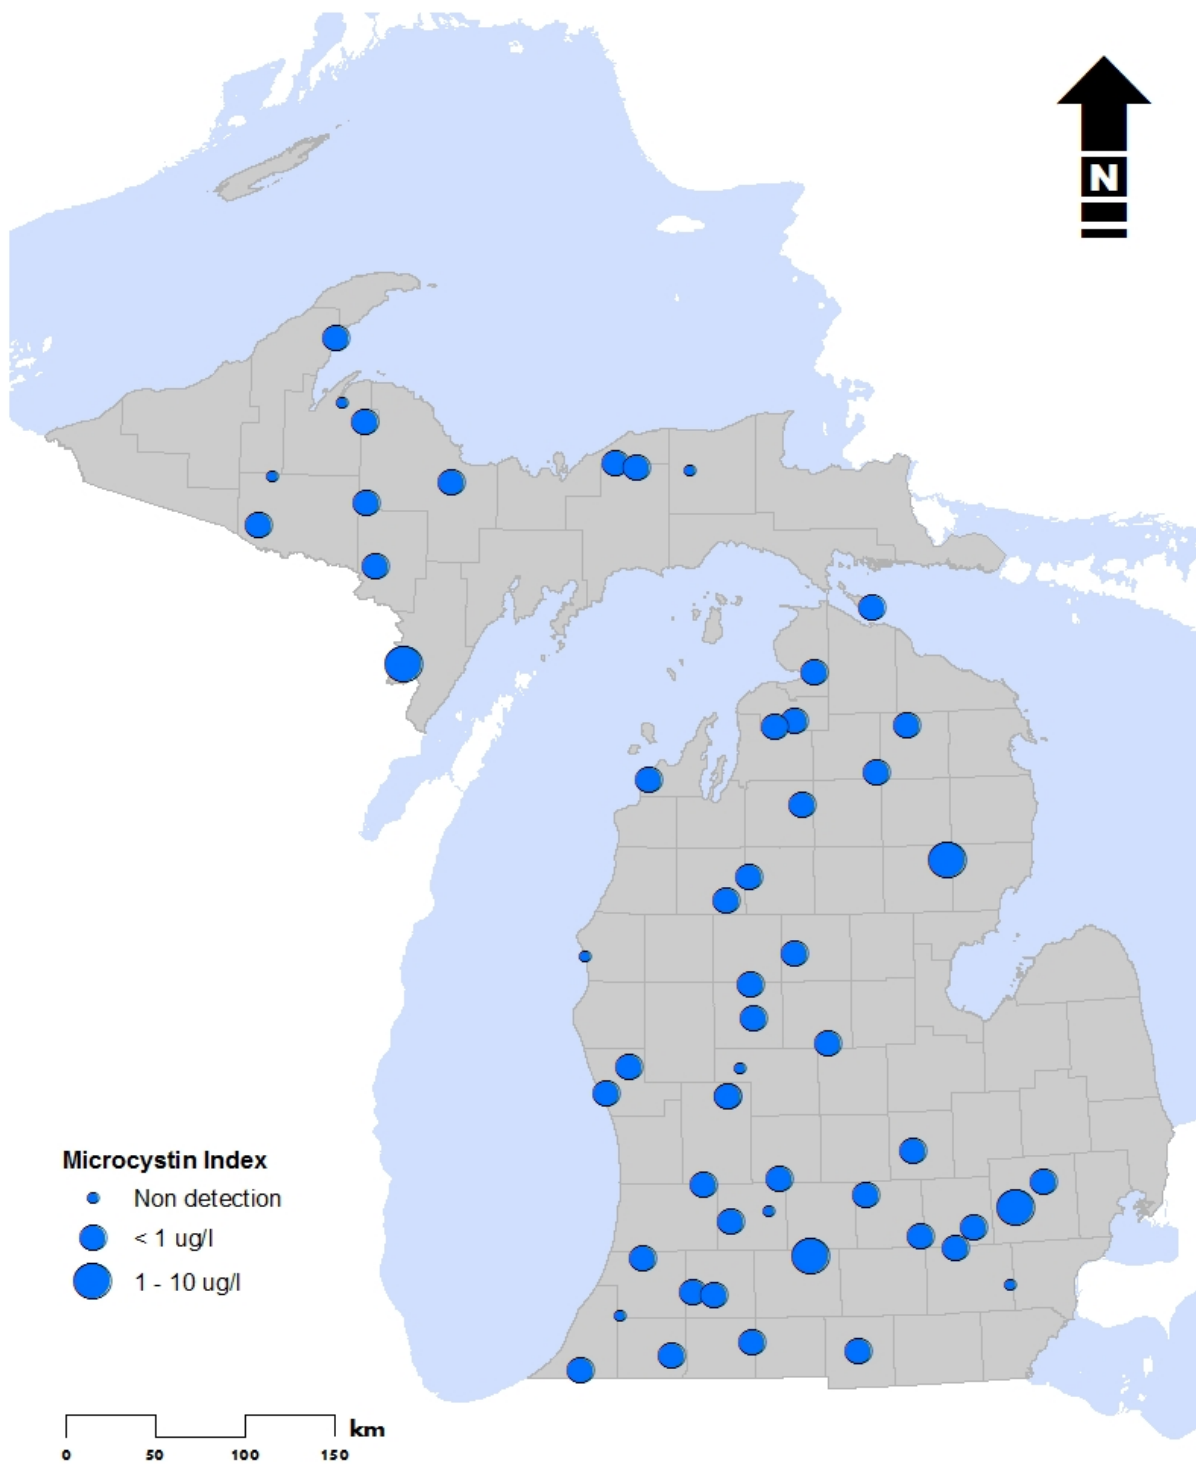 N
Microcystin Index
Non detection
< 1 ug/l
1 - 10 ug/l
km
0 50 100 150